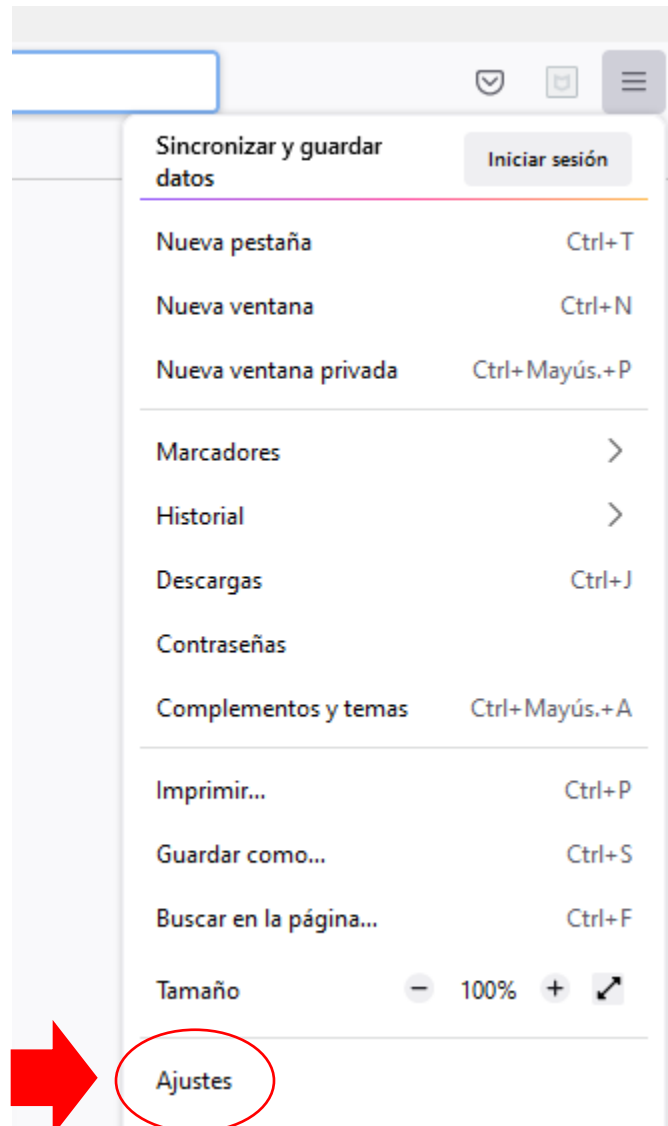 Sincronizar y guardar
datos
Iniciar sesión
Nueva pestaña Ctrl+T
Nueva ventana Ctrl+N
Nueva ventana privada Ctrl+Mayús.+P
Marcadores
Historial
Descargas Ctrl+J
Contraseñas
Complementos y temas Ctrl+Mayús.+A
Imprimir... Ctrl+P
Guardar como... Ctrl+S
Buscar en la página... Ctrl+F
Tamaño − 100% +
Ajustes